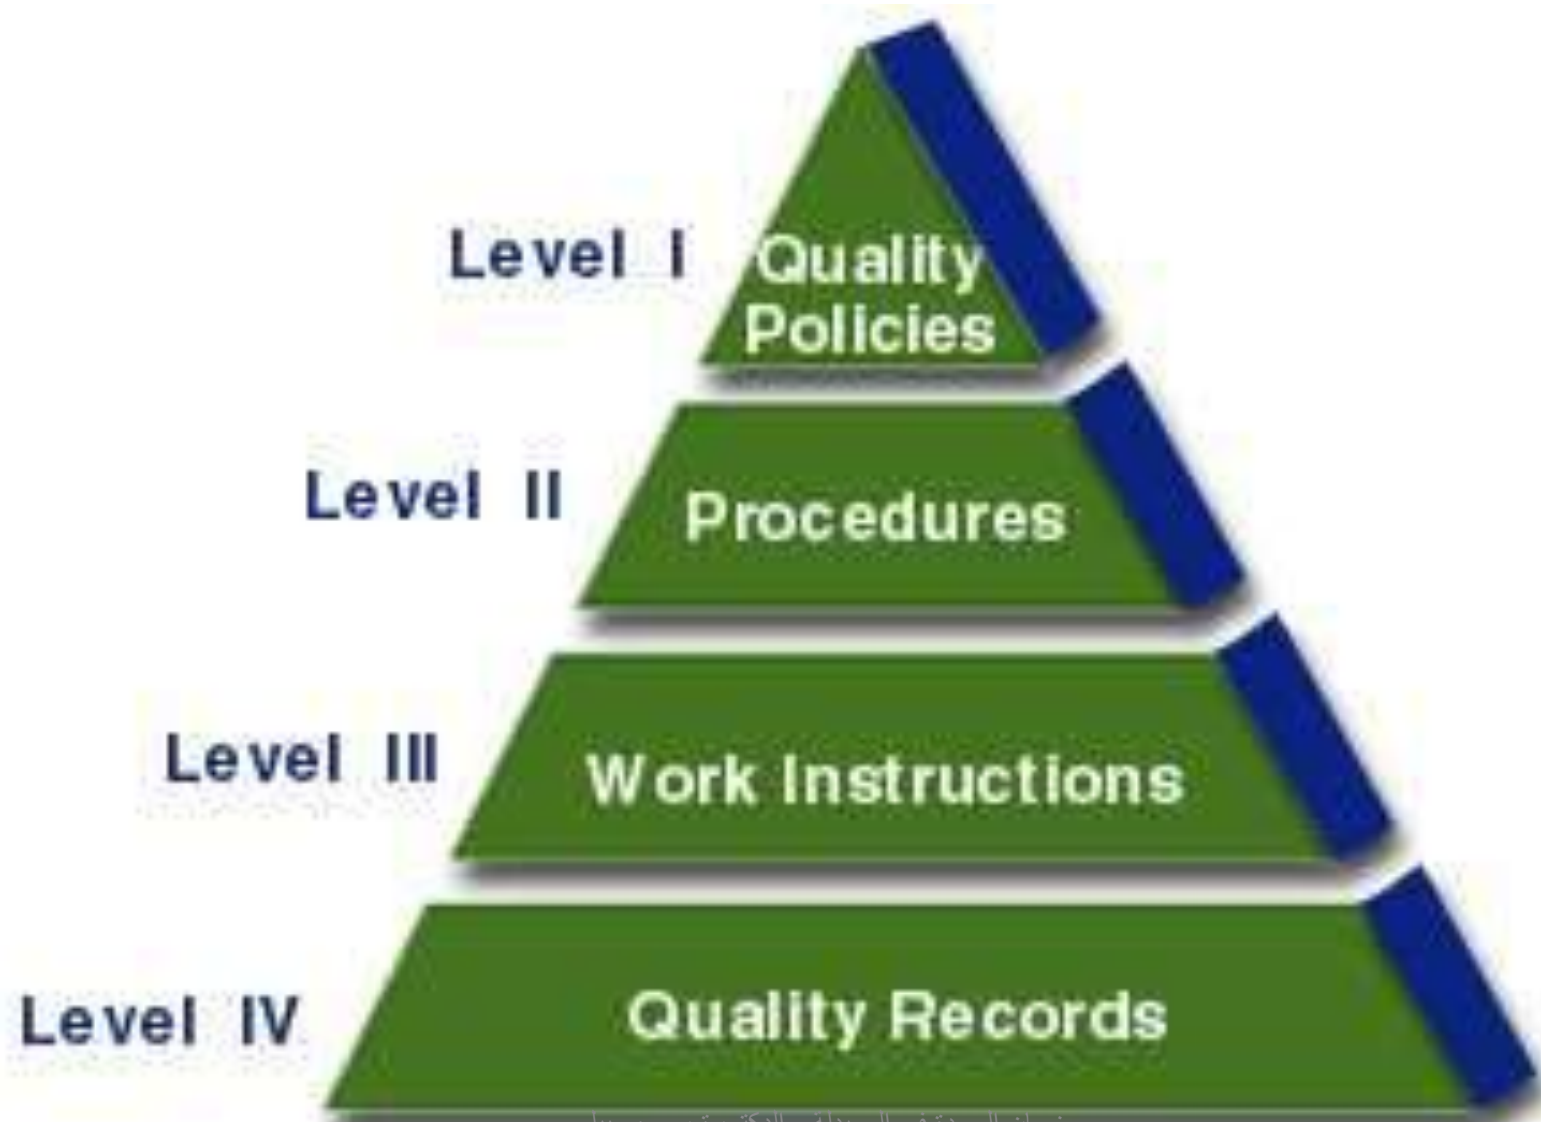 Level I
Quality
Policies
Level II
Procedures
Level III
Work Instructions
Level IV
Quality Records